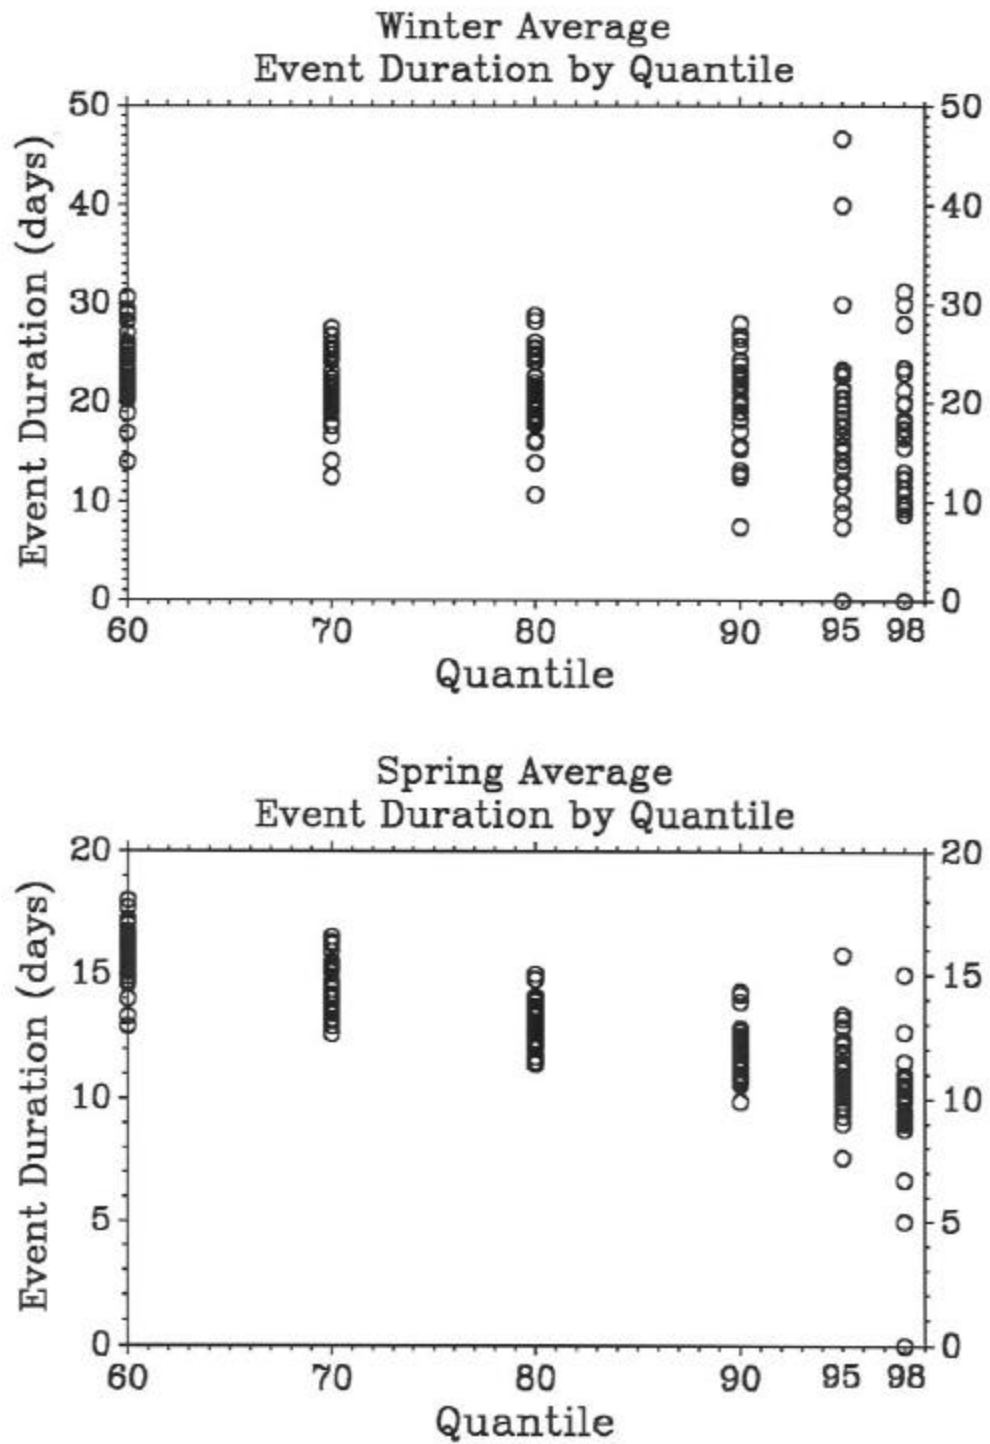 Winter Average
Event Duration by Quantile
50 50
40 40
30 30
20 20
10 10
0 0
Event Duration (days)
60 70 80 90 95 98
Quantile
Spring Average
Event Duration by Quantile
20 20
15 15
10 10
5 5
0 0
Event Duration (days)
60 70 80 90 95 98
Quantile